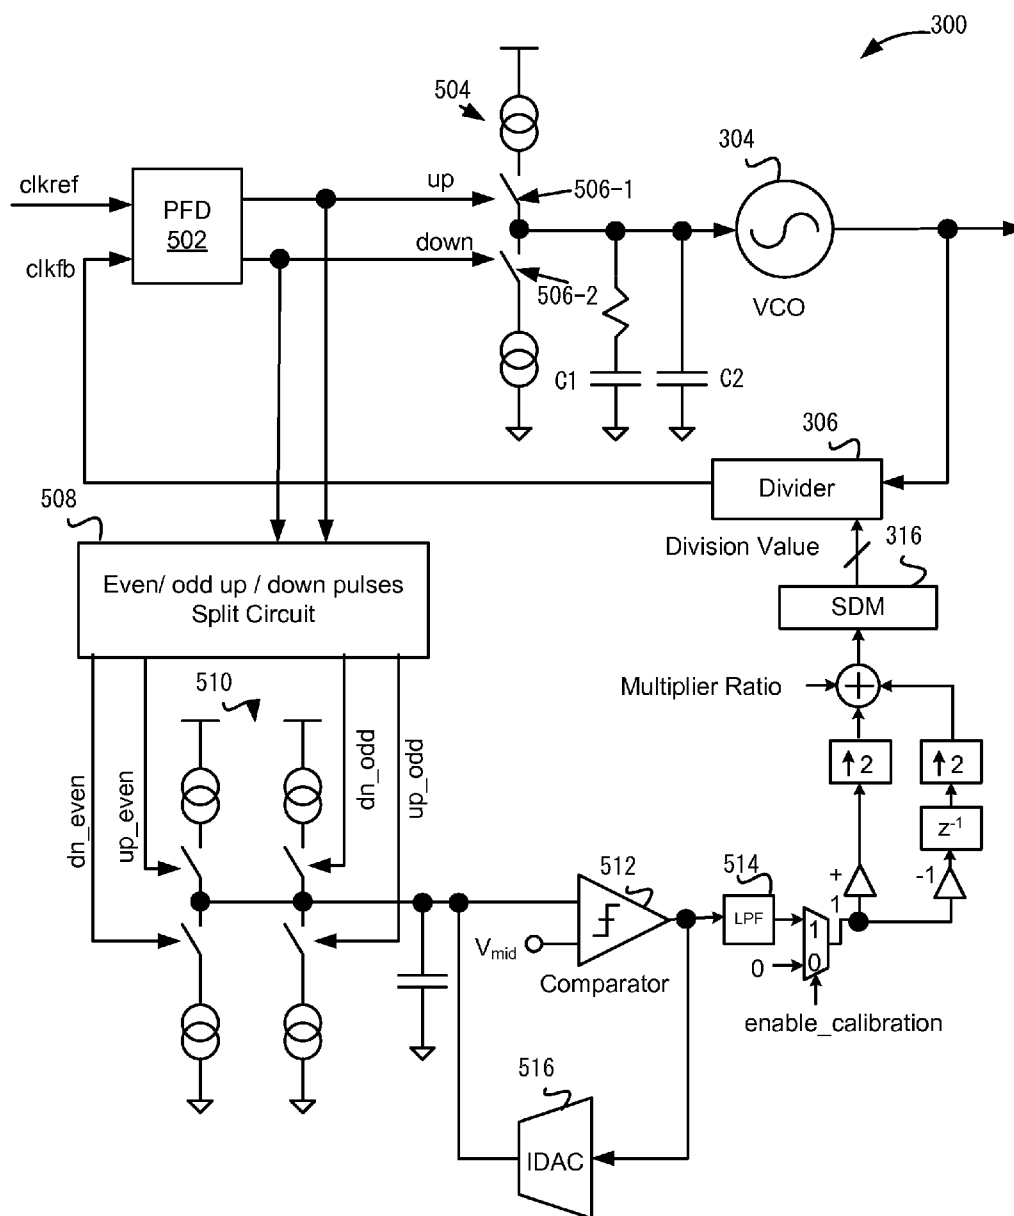 300
504
304
clkref
up
506-1
PFD
502
clkfb
down
506-2
VCO
C1
C2
306
Divider
508
Division Value
316
Even/ odd up / down pulses
Split Circuit
SDM
Multiplier Ratio
+
510
↑2
↑2
dn_even
up_even
dn_odd
up_odd
z-1
512
514
+
1
-1
LPF
Vmid
1
0
0
Comparator
enable_calibration
516
IDAC